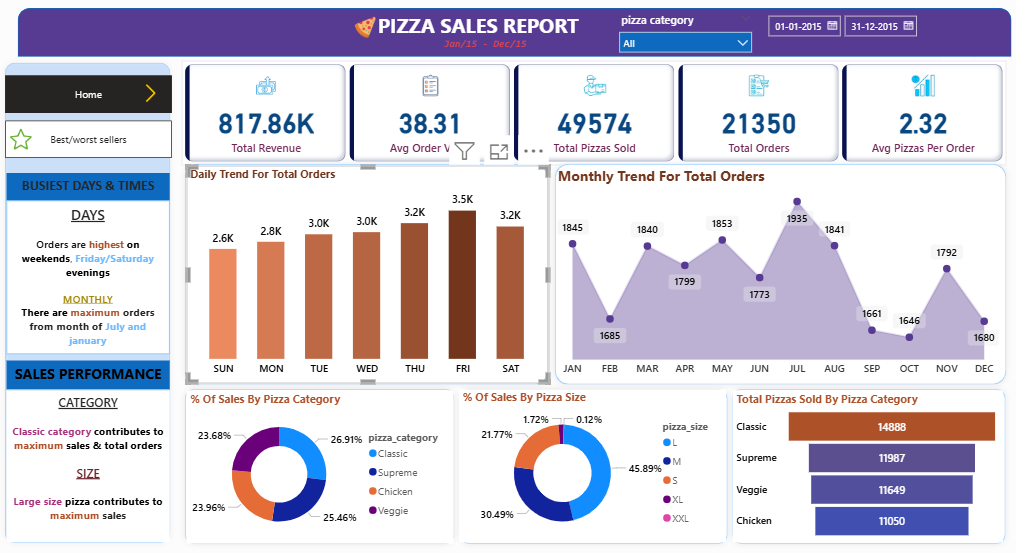 PIZZA SALES REPORT
Jan/15 - Dec/15
pizza category
All
01-01-2015
31-12-2015
Home
Best/worst sellers
BUSIEST DAYS & TIMES
DAYS
Orders are highest on
weekends, Friday/Saturday
evenings
MONTHLY
There are maximum orders
from month of July and
january
SALES PERFORMANCE
CATEGORY
Classic category contributes to
maximum sales & total orders
SIZE
Large size pizza contributes to
maximum sales
817.86K
Total Revenue
38.31
Avg Order V
49574
Total Pizzas Sold
21350
Total Orders
2.32
Avg Pizzas Per Order
Daily Trend For Total Orders
2.6K
2.8K
3.0K
3.0K
3.2K
3.5K
3.2K
SUN MON TUE WED THU FRI SAT
Monthly Trend For Total Orders
1845
1685
1840
1799
1853
1773
1935
1841
1661
1646
1792
1680
JAN FEB MAR APR MAY JUN JUL AUG SEP OCT NOV DEC
% Of Sales By Pizza Category
23.68%
26.91%
23.96%
25.46%
pizza_category
Classic
Supreme
Chicken
Veggie
% Of Sales By Pizza Size
1.72%
0.12%
21.77%
45.89%
30.49%
pizza_size
L
M
S
XL
XXL
Total Pizzas Sold By Pizza Category
Classic 14888
Supreme 11987
Veggie 11649
Chicken 11050